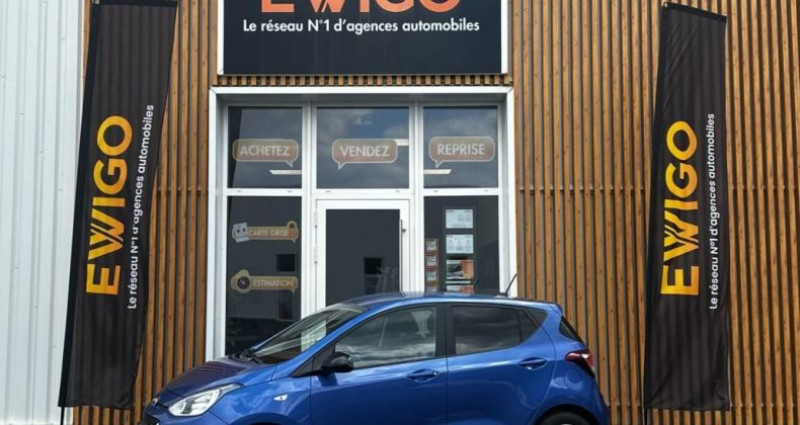 EWIGO
Le réseau N°1 d'agences automobiles
EWIGO
Le réseau N°1 d'agences automobiles
ACHETEZ
VENDEZ
REPRISE
CARTE GRISE
ESTIMATION
EWIGO
Le réseau N°1 d'agences automobiles